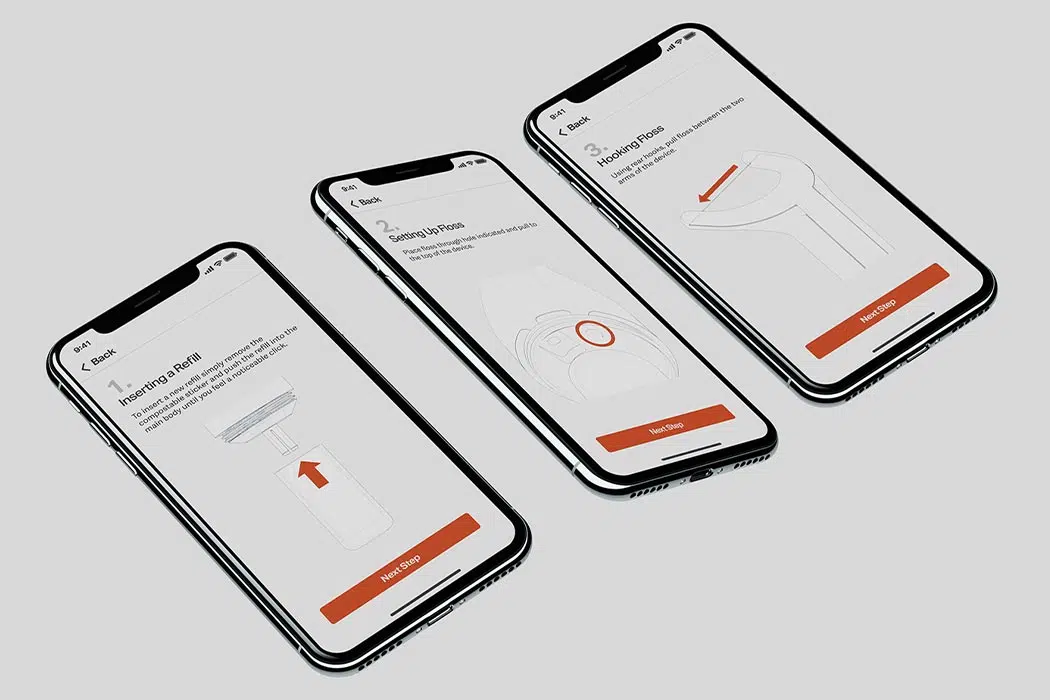 9:41
Back
1.
Inserting a Refill
To insert a new refill simply remove the
compostable sticker and push the refill into the
main body until you feel a noticeable click.
Next Step
9:41
Back
2.
Setting Up Floss
Place floss through hole indicated and pull to
the top of the device.
Next Step
9:41
Back
3.
Hooking Floss
Using rear hooks, pull floss between the two
arms of the device.
Next Step